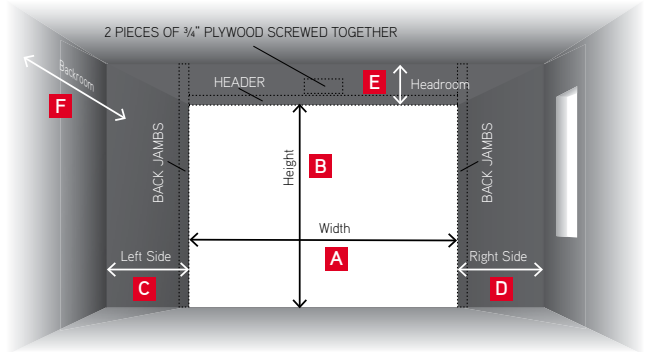 2 PIECES OF ¾” PLYWOOD SCREWED TOGETHER
Backroom
F
HEADER
E
Headroom
BACK JAMBS
Height
B
BACK JAMBS
Width
A
Left Side
C
Right Side
D